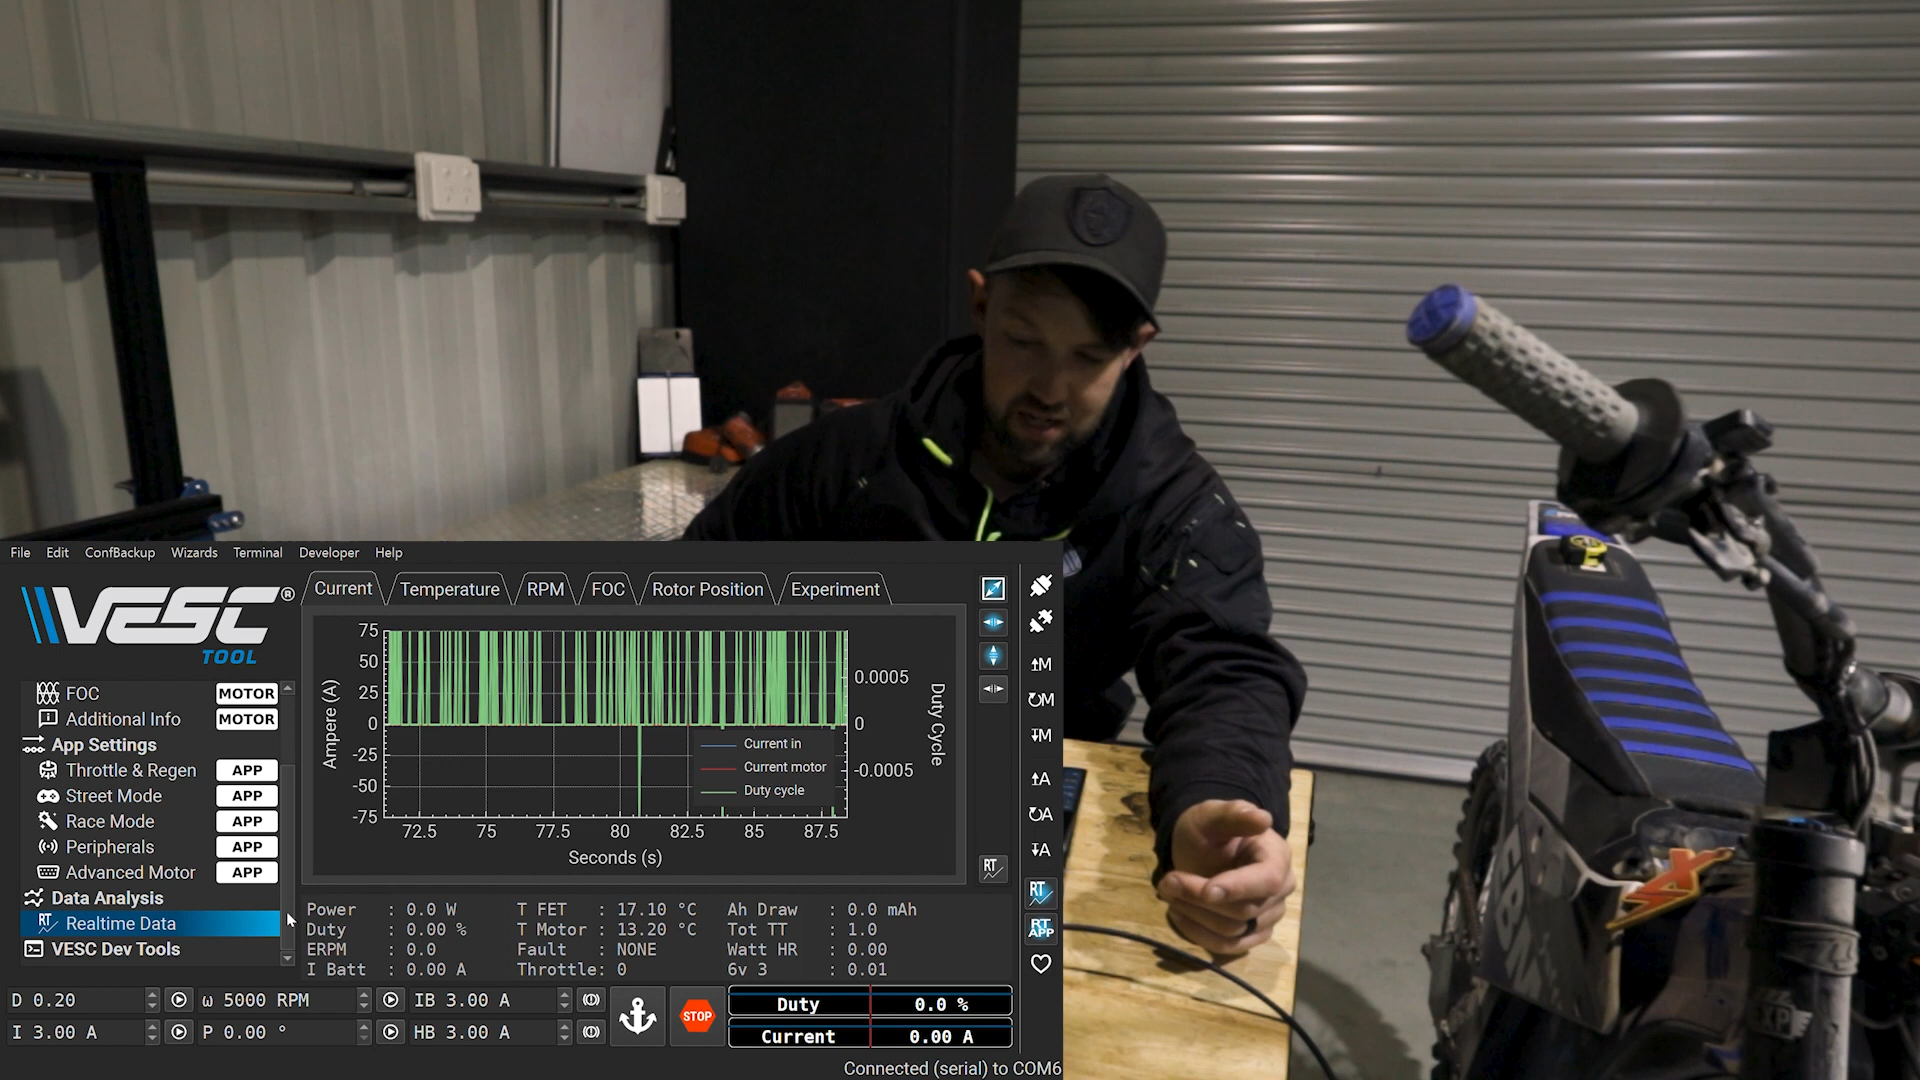 File Edit ConfBackup Wizards Terminal Developer Help
VESC®
TOOL
FOC MOTOR
Additional Info MOTOR
App Settings
Throttle & Regen APP
Street Mode APP
Race Mode APP
Peripherals APP
Advanced Motor APP
Data Analysis
RT Realtime Data
VESC Dev Tools
Current Temperature RPM FOC Rotor Position Experiment
75
50
25
0
-25
-50
-75
Ampere (A)
72.5 75 77.5 80 82.5 85 87.5
Seconds (s)
0.0005
0
-0.0005
Duty Cycle
Current in
Current motor
Duty cycle
RT
Power : 0.0 W T FET : 17.10 °C Ah Draw : 0.0 mAh
Duty : 0.00 % T Motor : 13.20 °C Tot TT : 1.0
ERPM : 0.0 Fault : NONE Watt HR : 0.00
I Batt : 0.00 A Throttle: 0 6v 3 : 0.01
D 0.20 ω 5000 RPM IB 3.00 A
I 3.00 A P 0.00 ° HB 3.00 A
STOP
Duty 0.0 %
Current 0.00 A
M
M
M
A
A
A
RT
RT
APP
Connected (serial) to COM6
EXP